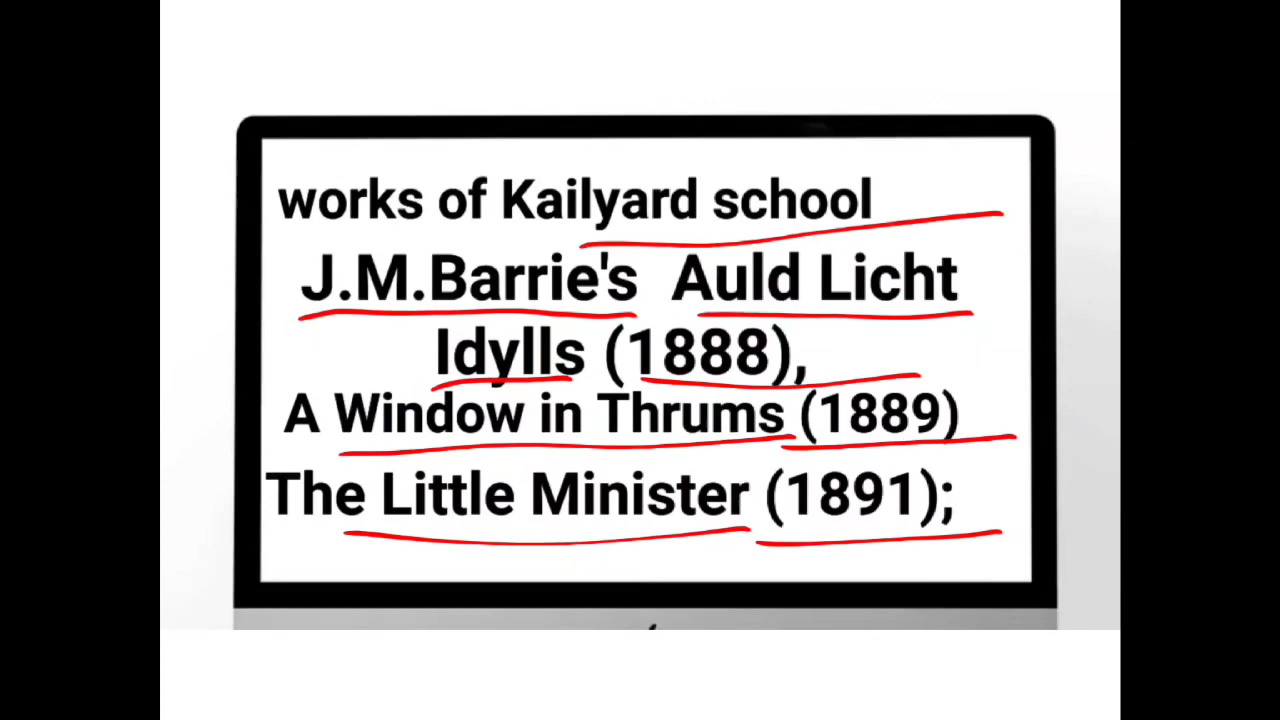 works of Kailyard school
J.M.Barrie's Auld Licht
Idylls (1888),
A Window in Thrums (1889)
The Little Minister (1891);